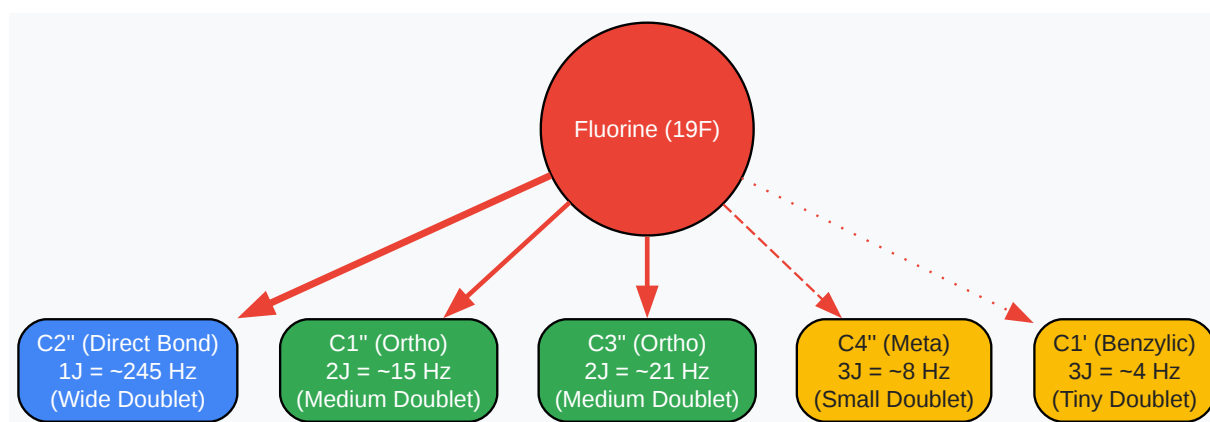 Fluorine (19F)
C2'' (Direct Bond)
1J = ~245 Hz
(Wide Doublet)
C1'' (Ortho)
2J = ~15 Hz
(Medium Doublet)
C3'' (Ortho)
2J = ~21 Hz
(Medium Doublet)
C4'' (Meta)
3J = ~8 Hz
(Small Doublet)
C1' (Benzylic)
3J = ~4 Hz
(Tiny Doublet)